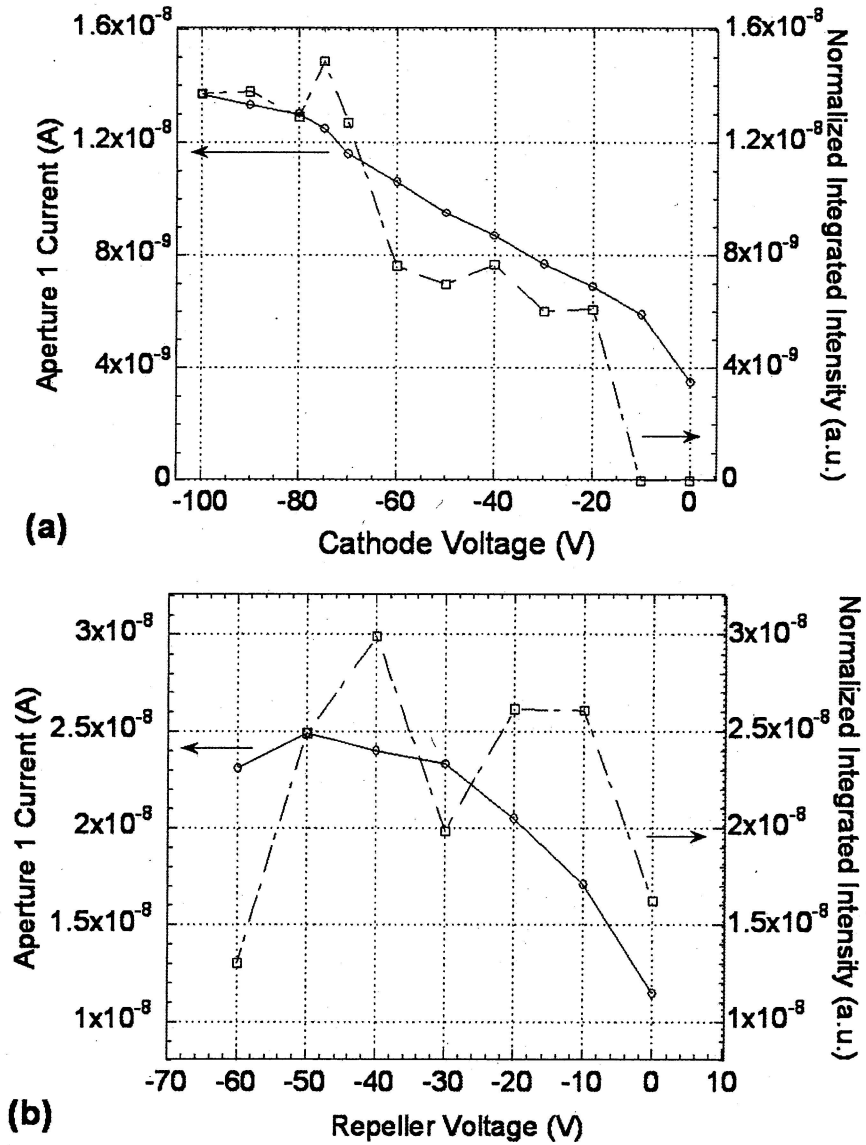 1.6x10⁻⁸
1.2x10⁻⁸
8x10⁻⁹
4x10⁻⁹
0
Aperture 1 Current (A)
1.6x10⁻⁸
1.2x10⁻⁸
8x10⁻⁹
4x10⁻⁹
0
Normalized Integrated Intensity (a.u.)
-100 -80 -60 -40 -20 0
Cathode Voltage (V)
(a)
3x10⁻⁸
2.5x10⁻⁸
2x10⁻⁸
1.5x10⁻⁸
1x10⁻⁸
Aperture 1 Current (A)
3x10⁻⁸
2.5x10⁻⁸
2x10⁻⁸
1.5x10⁻⁸
1x10⁻⁸
Normalized Integrated Intensity (a.u.)
-70 -60 -50 -40 -30 -20 -10 0 10
Repeller Voltage (V)
(b)